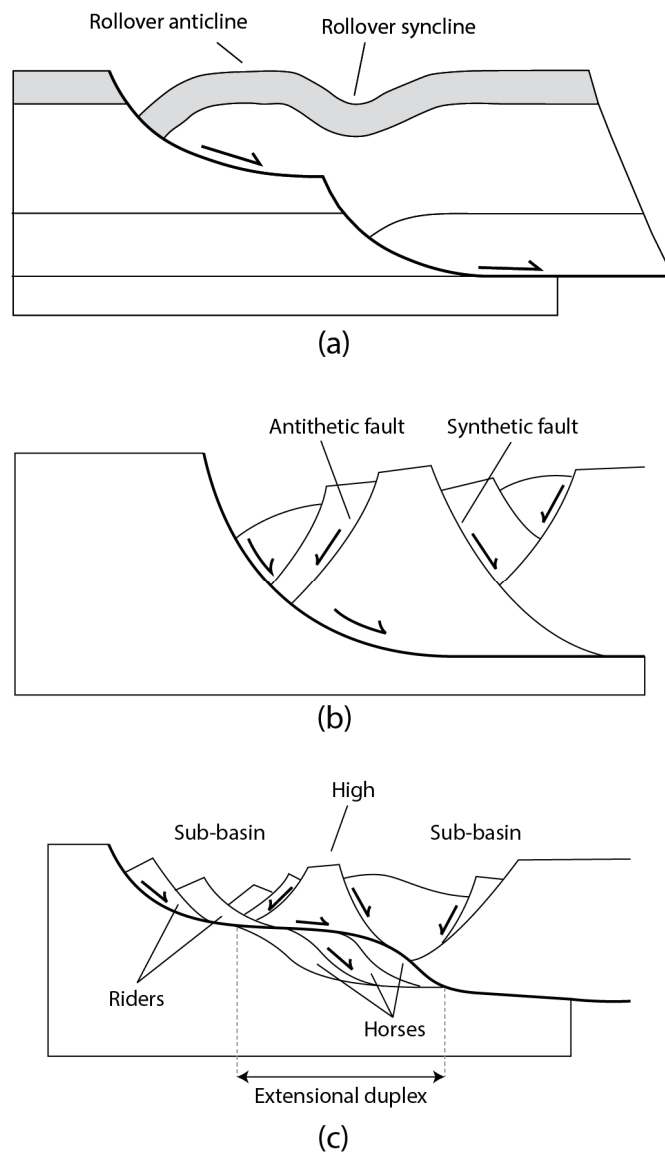 Rollover anticline
Rollover syncline
(a)
Antithetic fault
Synthetic fault
(b)
High
Sub-basin
Sub-basin
Riders
Horses
Extensional duplex
(c)